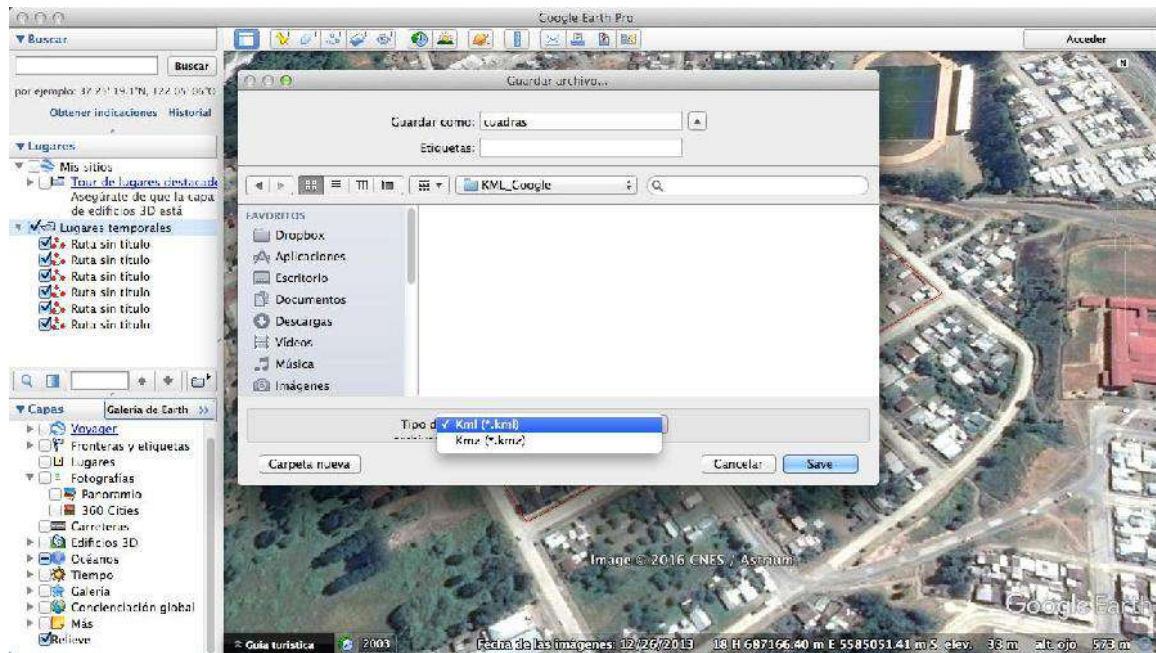 Google Earth Pro
▼ Buscar
Buscar
Obtener indicaciones Historial
▼ Lugares
Mis sitios
Tour de lugares destacad
Asegúrate de que la capa
de edificios 3D está
Lugares temporales
Ruta sin título
Ruta sin título
Ruta sin título
Ruta sin título
Ruta sin título
Ruta sin título
▼ Capas Galería de Earth >>
Voyager
Fronteras y etiquetas
Lugares
Fotografías
Panoramio
360 Cities
Carreteras
Edificios 3D
Océanos
Tiempo
Galería
Concienciación global
Más
Relieve
Acceder
N
Guardar archivo...
Guardar como: cuadras
Etiquetas:
KML_Google
FAVORITOS
Dropbox
Aplicaciones
Escritorio
Documentos
Descargas
Vídeos
Música
Imágenes
Tipo d
✓ Kml (*.kml)
Kmz (*.kmz)
Carpeta nueva Cancelar Save
Image © 2016 CNES / Astrium
Google Earth
Guía turística 2003 Fecha de las imágenes: 12/26/2013 18 H 687166.40 m E 5585051.41 m S elev. 33 m alt. ojo 573 m